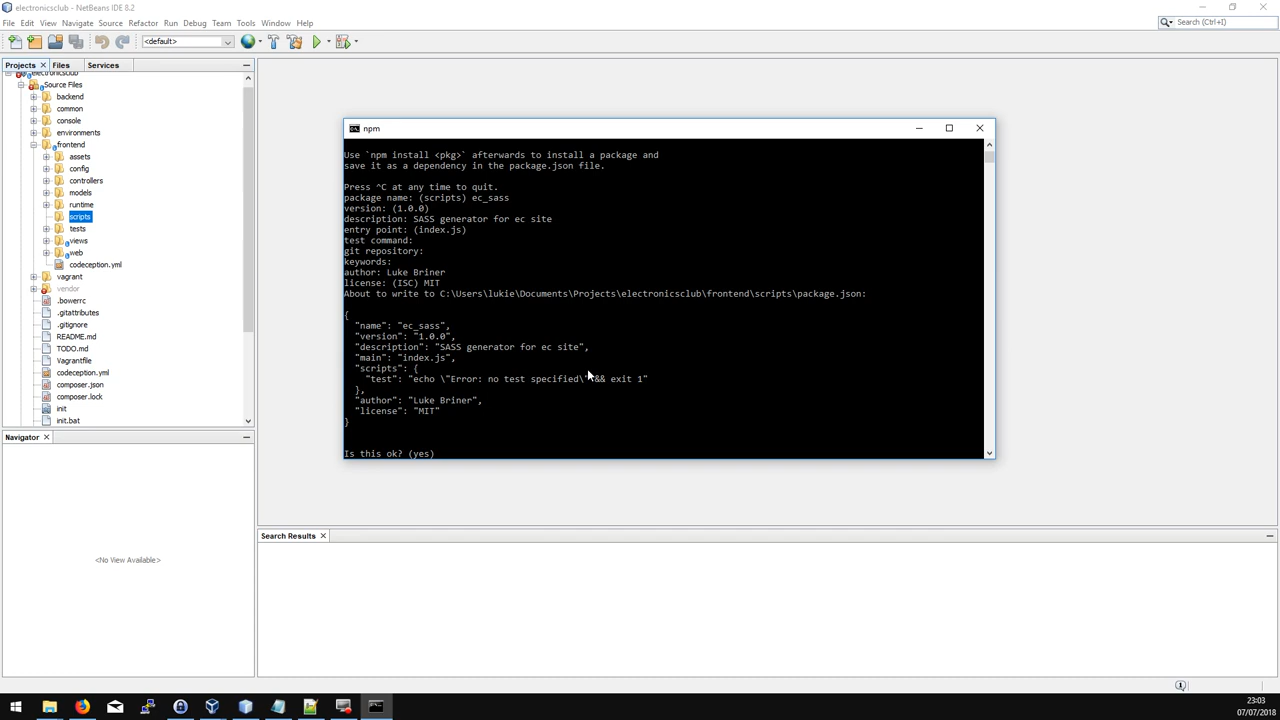 electronicsclub - NetBeans IDE 8.2
File Edit View Navigate Source Refactor Run Debug Team Tools Window Help
Search (Ctrl+I)
<default>
Projects Files Services
electronicsclub
Source Files
backend
common
console
environments
frontend
assets
config
controllers
models
runtime
scripts
tests
views
web
codeception.yml
vagrant
vendor
.bowerrc
.gitattributes
.gitignore
README.md
TODO.md
Vagrantfile
codeception.yml
composer.json
composer.lock
init
init.bat
npm
Use `npm install <pkg>` afterwards to install a package and
save it as a dependency in the package.json file.
Press ^C at any time to quit.
package name: (scripts) ec_sass
version: (1.0.0)
description: SASS generator for ec site
entry point: (index.js)
test command:
git repository:
keywords:
author: Luke Briner
license: (ISC) MIT
About to write to C:\Users\lukie\Documents\Projects\electronicsclub\frontend\scripts\package.json:
{
"name": "ec_sass",
"version": "1.0.0",
"description": "SASS generator for ec site",
"main": "index.js",
"scripts": {
"test": "echo \"Error: no test specified\" && exit 1"
},
"author": "Luke Briner",
"license": "MIT"
}
Is this ok? (yes)
Navigator
<No View Available>
Search Results
23:03
07/07/2018